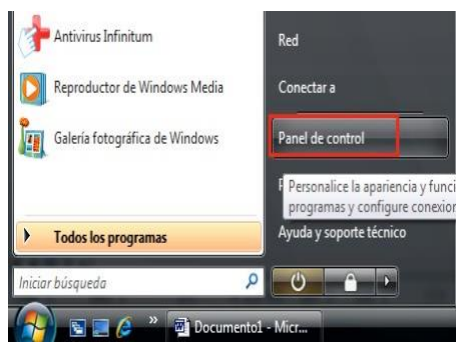 Antivirus Infinitum
Reproductor de Windows Media
Galería fotográfica de Windows
Todos los programas
Iniciar búsqueda
Red
Conectar a
Panel de control
Personalice la apariencia y funci
programas y configure conexion
Ayuda y soporte técnico
Documento1 - Micr...